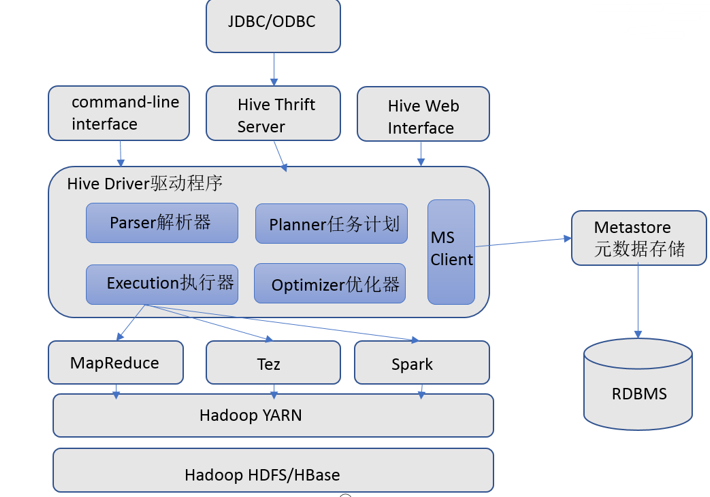 JDBC/ODBC
command-line
interface
Hive Thrift
Server
Hive Web
Interface
Hive Driver驱动程序
Parser解析器
Planner任务计划
MS
Client
Execution执行器
Optimizer优化器
Metastore
元数据存储
MapReduce
Tez
Spark
RDBMS
Hadoop YARN
Hadoop HDFS/HBase